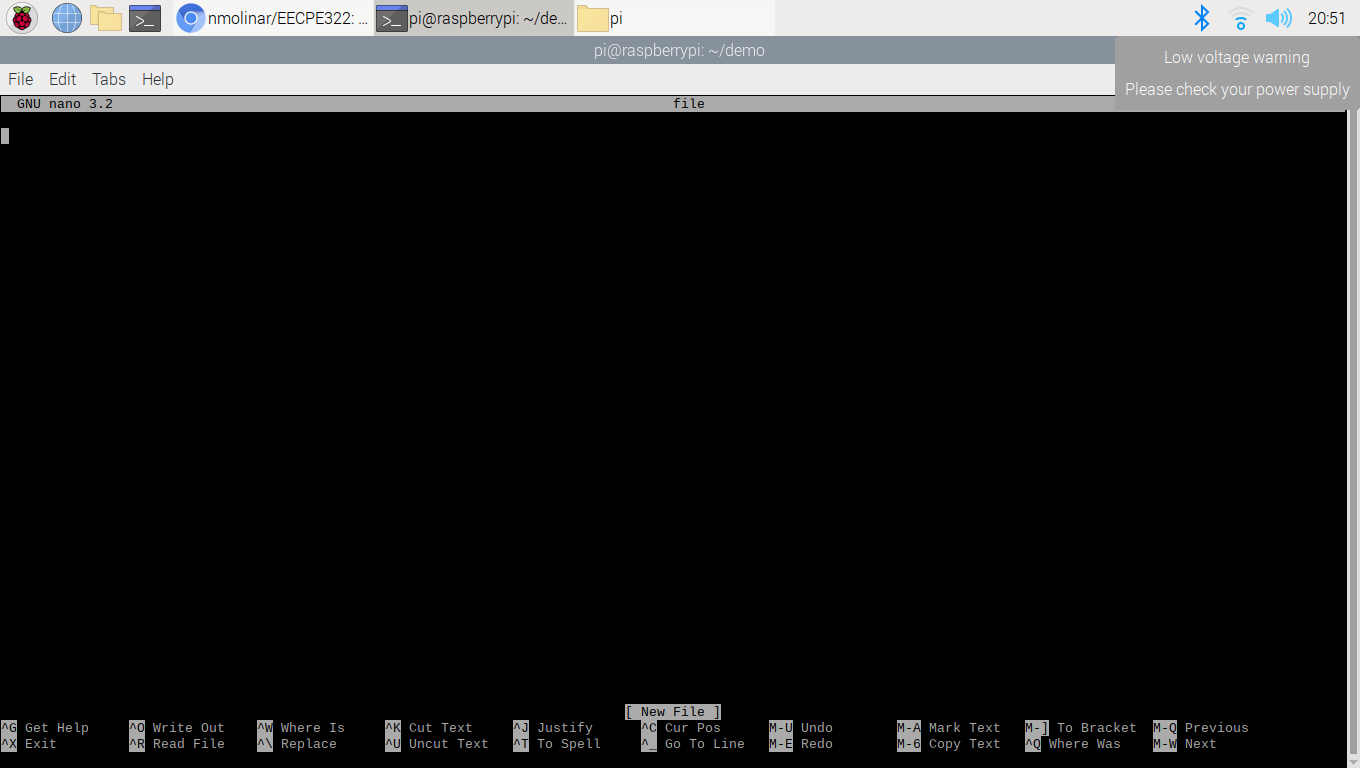 nmolinar/EECPE322: ... pi@raspberrypi: ~/de... pi 20:51
pi@raspberrypi: ~/demo
Low voltage warning
Please check your power supply
File Edit Tabs Help
GNU nano 3.2 file
[ New File ]
^G Get Help ^O Write Out ^W Where Is ^K Cut Text ^J Justify ^C Cur Pos M-U Undo M-A Mark Text M-] To Bracket M-Q Previous
^X Exit ^R Read File ^\ Replace ^U Uncut Text ^T To Spell ^_ Go To Line M-E Redo M-6 Copy Text ^Q Where Was M-W Next